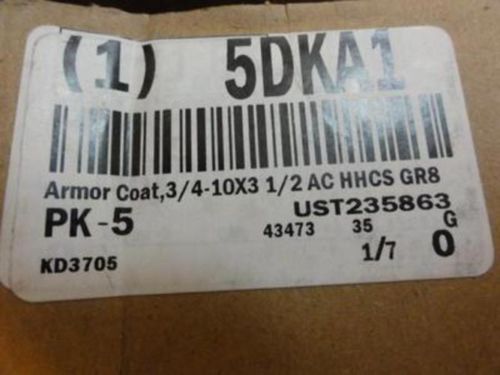 (1) 5DKA1
Armor Coat,3/4-10X3 1/2 AC HHCS GR8
PK-5 UST235863
43473 35 G
KD3705 1/7 0